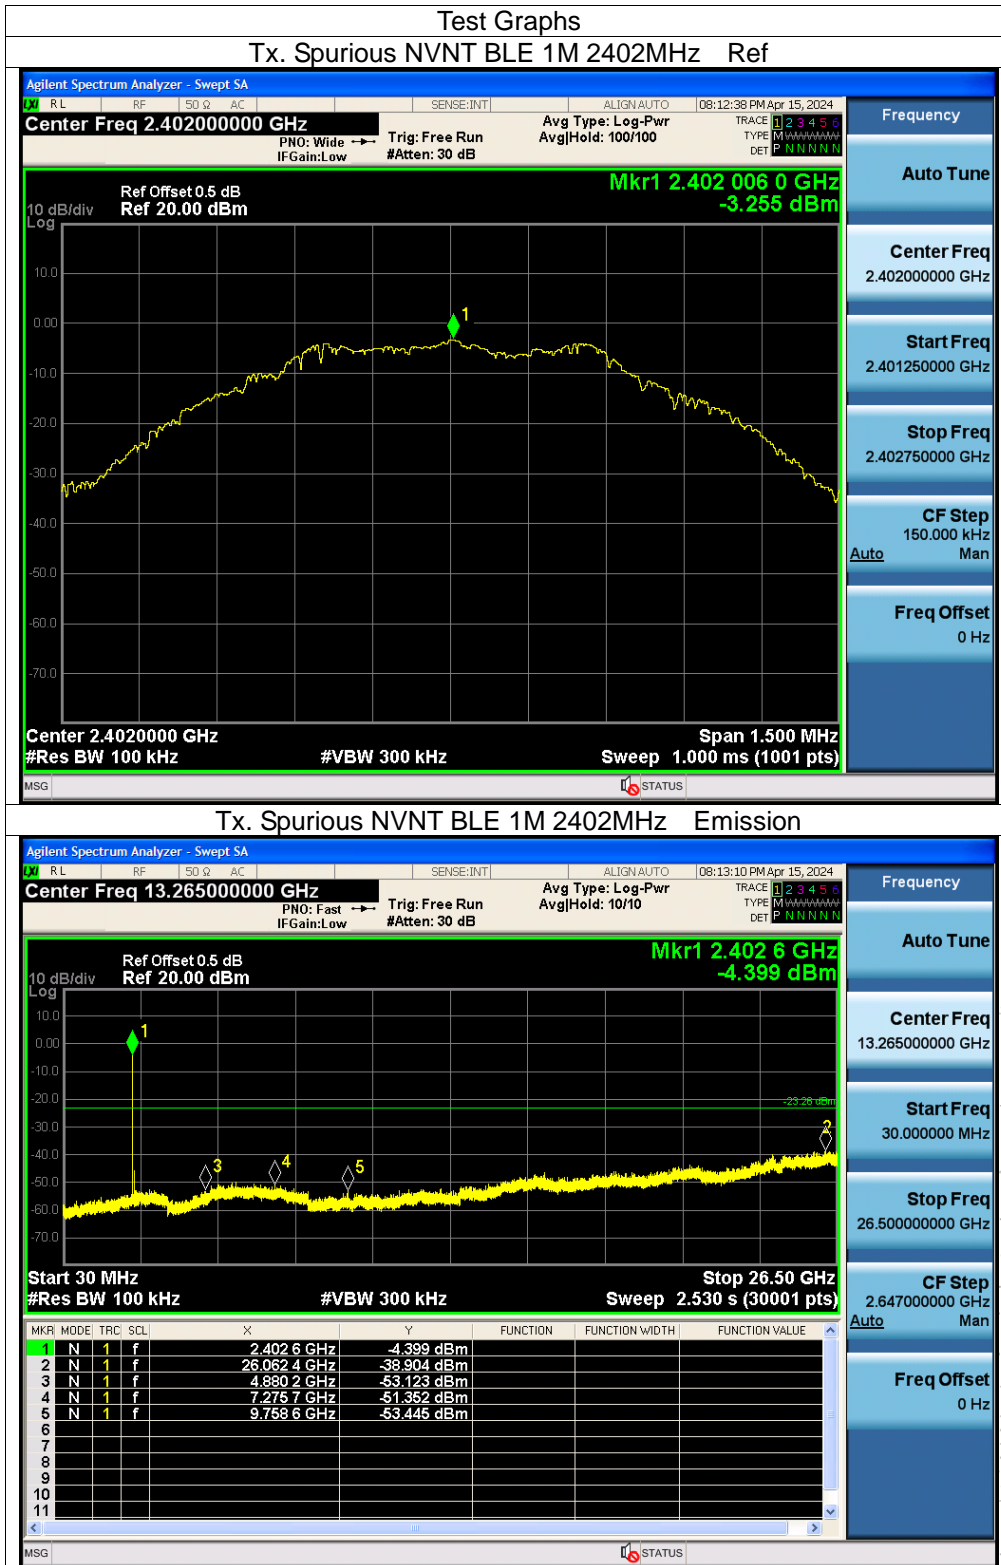 Test Graphs
Tx. Spurious NVNT BLE 1M 2402MHz Ref
Agilent Spectrum Analyzer - Swept SA
LXI RL RF 50 Ω AC SENSE:INT ALIGN AUTO 08:12:38 PM Apr 15, 2024
Center Freq 2.402000000 GHz Avg Type: Log-Pwr TRACE 1 2 3 4 5 6
PNO: Wide Trig: Free Run Avg|Hold: 100/100 TYPE M WWWWW
IFGain:Low #Atten: 30 dB DET P N N N N N
Frequency
Auto Tune
Center Freq
2.402000000 GHz
Start Freq
2.401250000 GHz
Stop Freq
2.402750000 GHz
CF Step
150.000 kHz
Auto Man
Freq Offset
0 Hz
Mkr1 2.402 006 0 GHz
-3.255 dBm
Ref Offset 0.5 dB
10 dB/div Ref 20.00 dBm
Log
10.0
1
0.00
-10.0
-20.0
-30.0
-40.0
-50.0
-60.0
-70.0
Center 2.4020000 GHz Span 1.500 MHz
#Res BW 100 kHz #VBW 300 kHz Sweep 1.000 ms (1001 pts)
MSG STATUS
Tx. Spurious NVNT BLE 1M 2402MHz Emission
Agilent Spectrum Analyzer - Swept SA
LXI RL RF 50 Ω AC SENSE:INT ALIGN AUTO 08:13:10 PM Apr 15, 2024
Center Freq 13.265000000 GHz Avg Type: Log-Pwr TRACE 1 2 3 4 5 6
PNO: Fast Trig: Free Run Avg|Hold: 10/10 TYPE M WWWWW
IFGain:Low #Atten: 30 dB DET P N N N N N
Frequency
Auto Tune
Center Freq
13.265000000 GHz
Start Freq
30.000000 MHz
Stop Freq
26.500000000 GHz
CF Step
2.647000000 GHz
Auto Man
Freq Offset
0 Hz
Mkr1 2.402 6 GHz
-4.399 dBm
Ref Offset 0.5 dB
10 dB/div Ref 20.00 dBm
Log
10.0
1
0.00
-10.0
-20.0
-23.26 dBm
-30.0
2
-40.0
3 4 5
-50.0
-60.0
-70.0
Start 30 MHz Stop 26.50 GHz
#Res BW 100 kHz #VBW 300 kHz Sweep 2.530 s (30001 pts)
MKR MODE TRC SCL X Y FUNCTION FUNCTION WIDTH FUNCTION VALUE
1 N 1 f 2.402 6 GHz -4.399 dBm
2 N 1 f 26.062 4 GHz -38.904 dBm
3 N 1 f 4.880 2 GHz -53.123 dBm
4 N 1 f 7.275 7 GHz -51.352 dBm
5 N 1 f 9.758 6 GHz -53.445 dBm
6
7
8
9
10
11
MSG STATUS